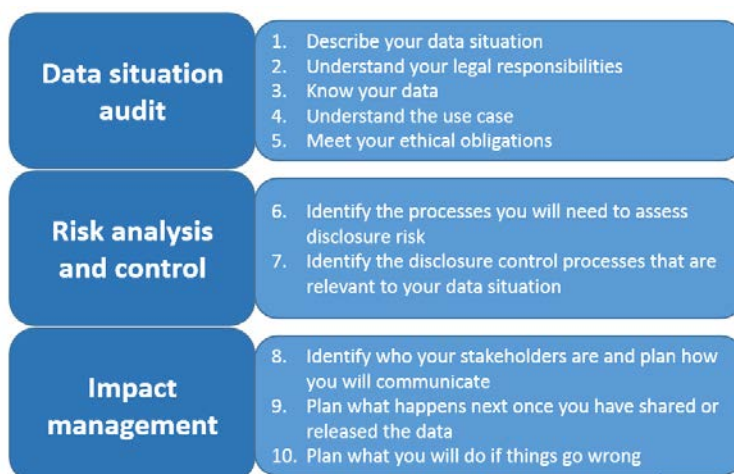 Data situation
audit
1. Describe your data situation
2. Understand your legal responsibilities
3. Know your data
4. Understand the use case
5. Meet your ethical obligations
Risk analysis
and control
6. Identify the processes you will need to assess
disclosure risk
7. Identify the disclosure control processes that are
relevant to your data situation
Impact
management
8. Identify who your stakeholders are and plan how
you will communicate
9. Plan what happens next once you have shared or
released the data
10. Plan what you will do if things go wrong